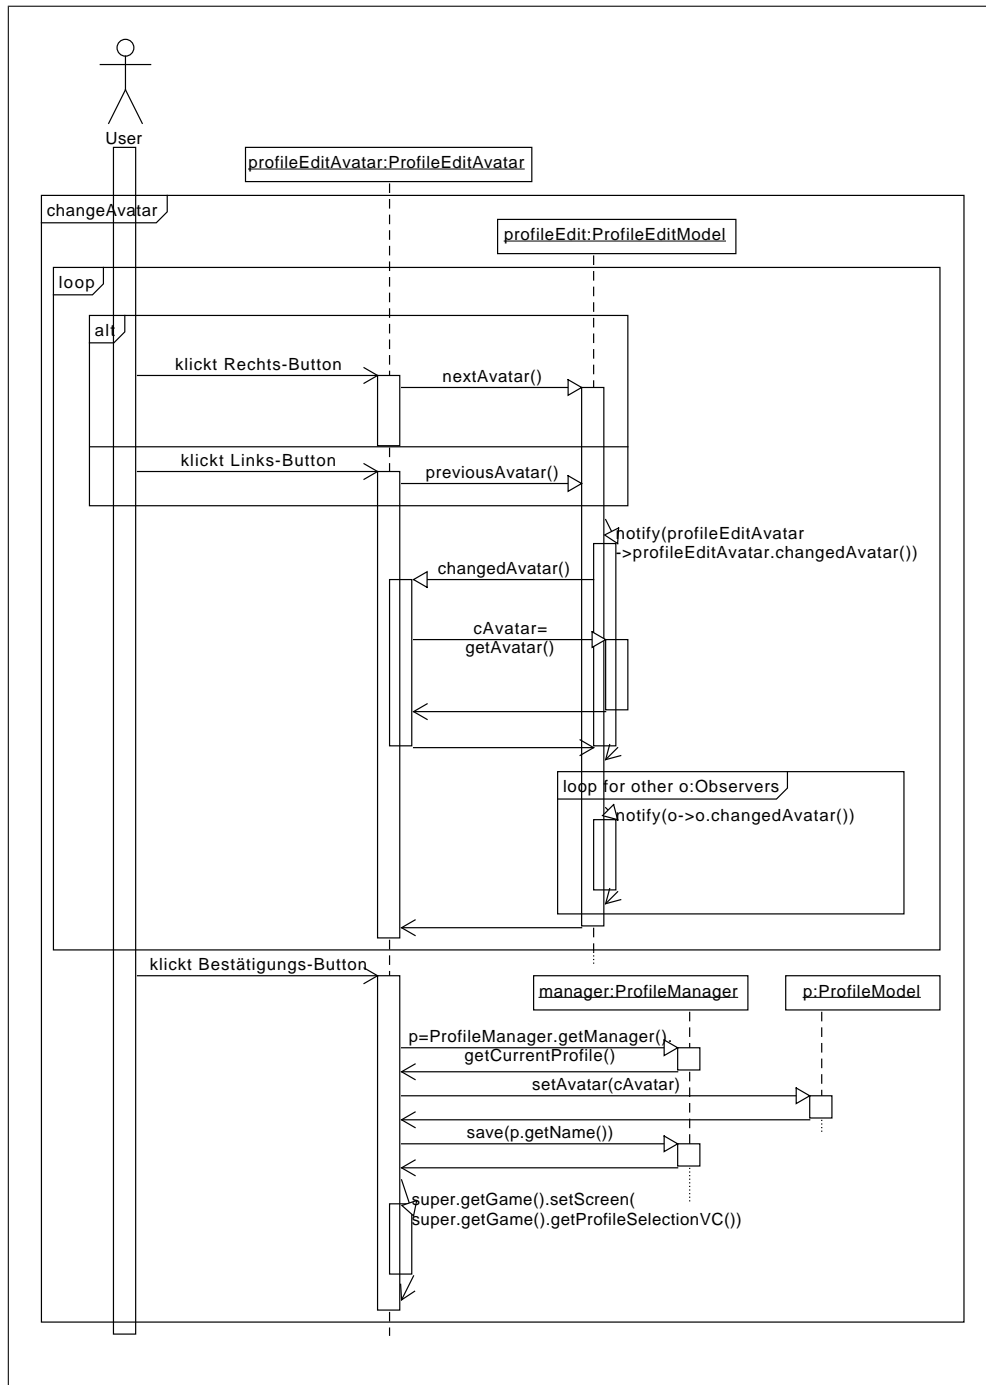 User
profileEditAvatar:ProfileEditAvatar
changeAvatar
profileEdit:ProfileEditModel
loop
alt
klickt Rechts-Button
nextAvatar()
klickt Links-Button
previousAvatar()
notify(profileEditAvatar
->profileEditAvatar.changedAvatar())
changedAvatar()
cAvatar=
getAvatar()
loop for other o:Observers
notify(o->o.changedAvatar())
klickt Bestätigungs-Button
manager:ProfileManager
p:ProfileModel
p=ProfileManager.getManager().
getCurrentProfile()
setAvatar(cAvatar)
save(p.getName())
super.getGame().setScreen(
super.getGame().getProfileSelectionVC())